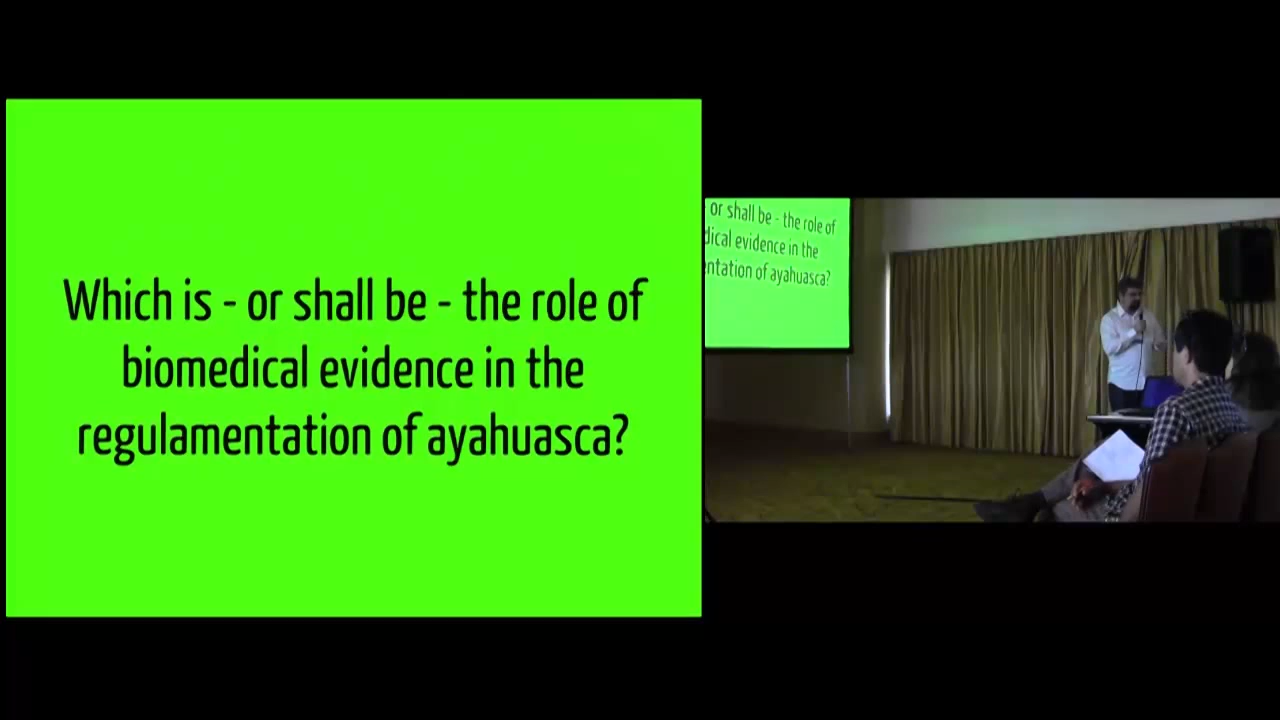 Which is - or shall be - the role of
biomedical evidence in the
regulamentation of ayahuasca?
or shall be - the role of
dical evidence in the
entation of ayahuasca?